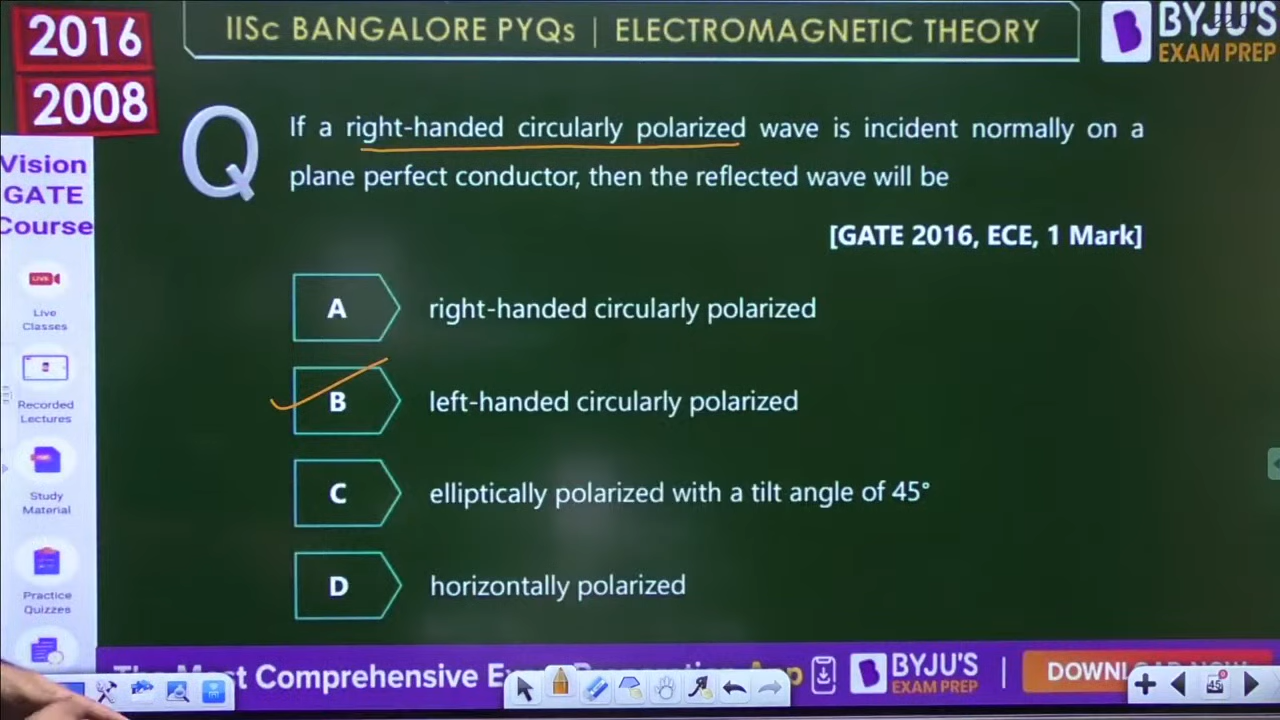 2016
2008
IISc BANGALORE PYQs | ELECTROMAGNETIC THEORY
BYJU'S
EXAM PREP
Vision
GATE
Course
Q
If a right-handed circularly polarized wave is incident normally on a
plane perfect conductor, then the reflected wave will be
[GATE 2016, ECE, 1 Mark]
A right-handed circularly polarized
B left-handed circularly polarized
C elliptically polarized with a tilt angle of 45°
D horizontally polarized
LIVE
Live
Classes
Recorded
Lectures
Study
Material
Practice
Quizzes
Most Comprehensive
BYJU'S
EXAM PREP
45